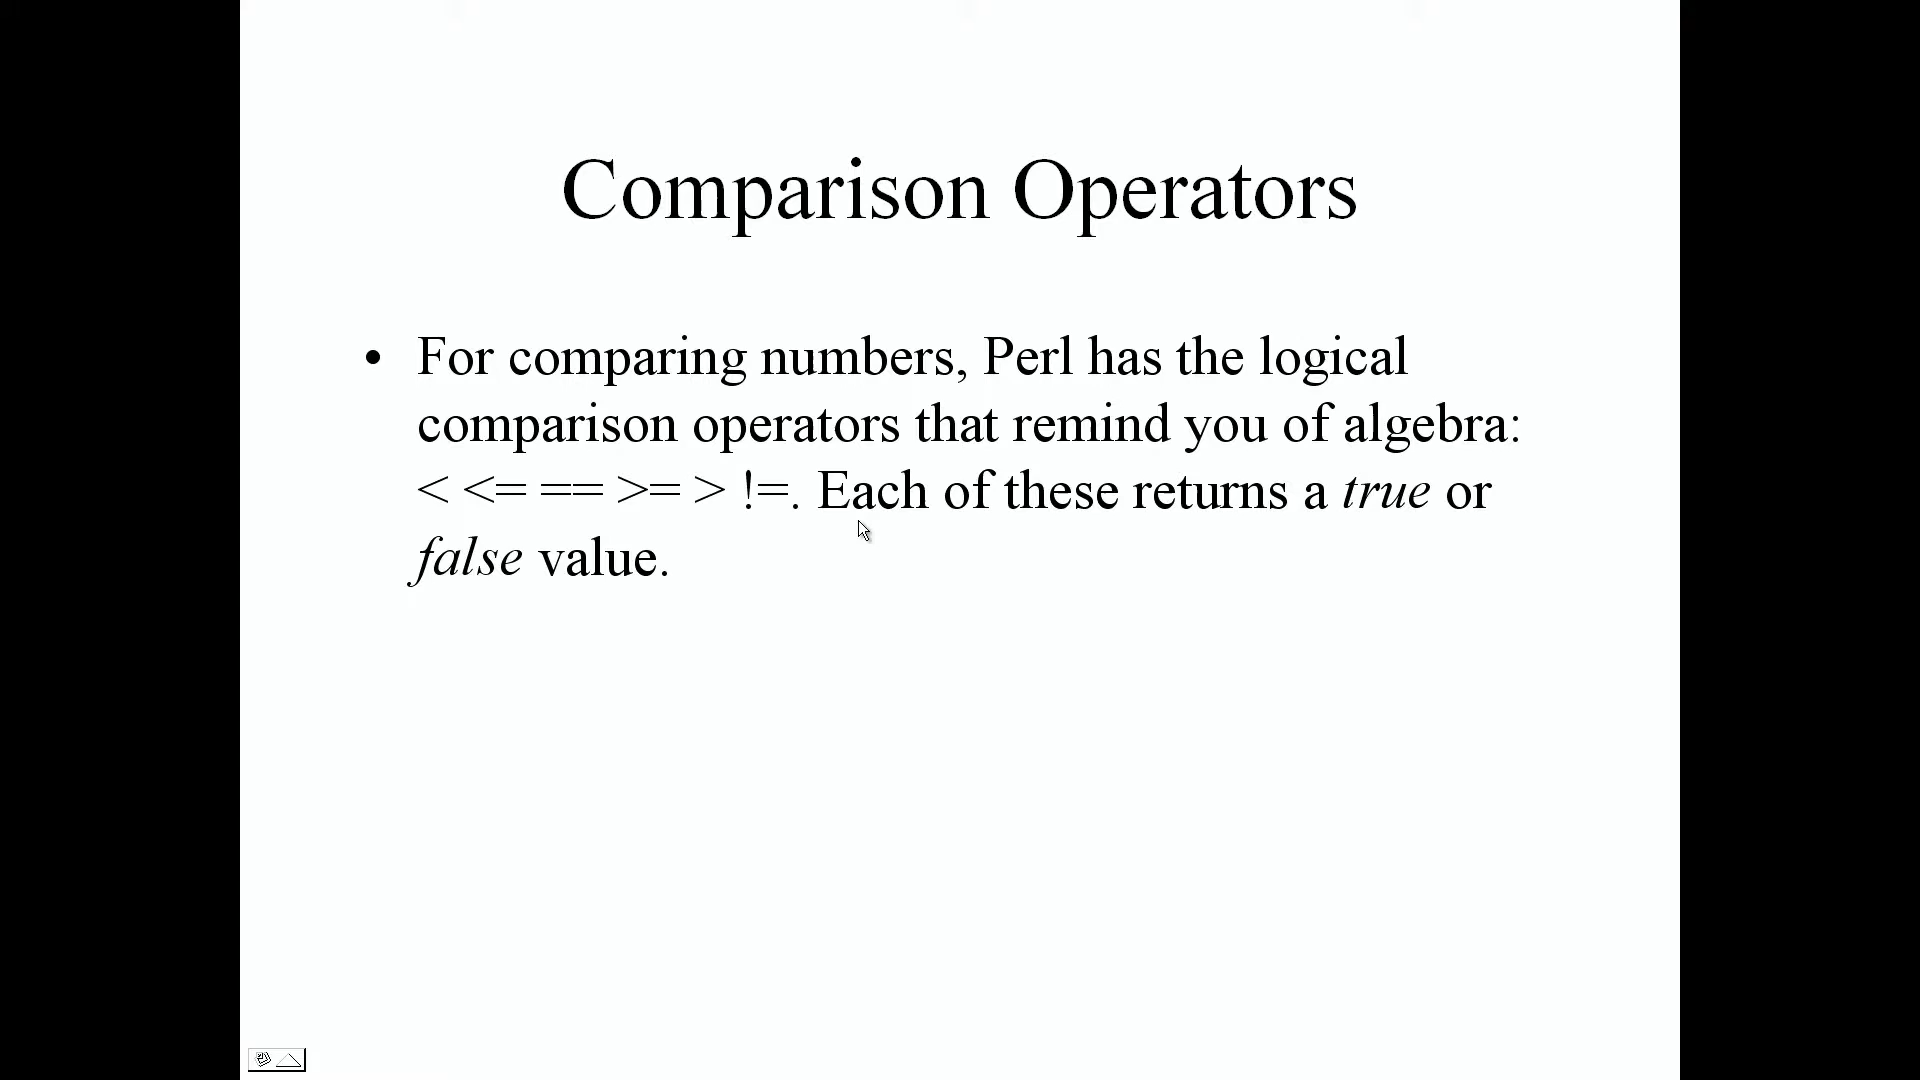 Comparison Operators
• For comparing numbers, Perl has the logical
comparison operators that remind you of algebra:
< <= == >= > !=. Each of these returns a true or
false value.